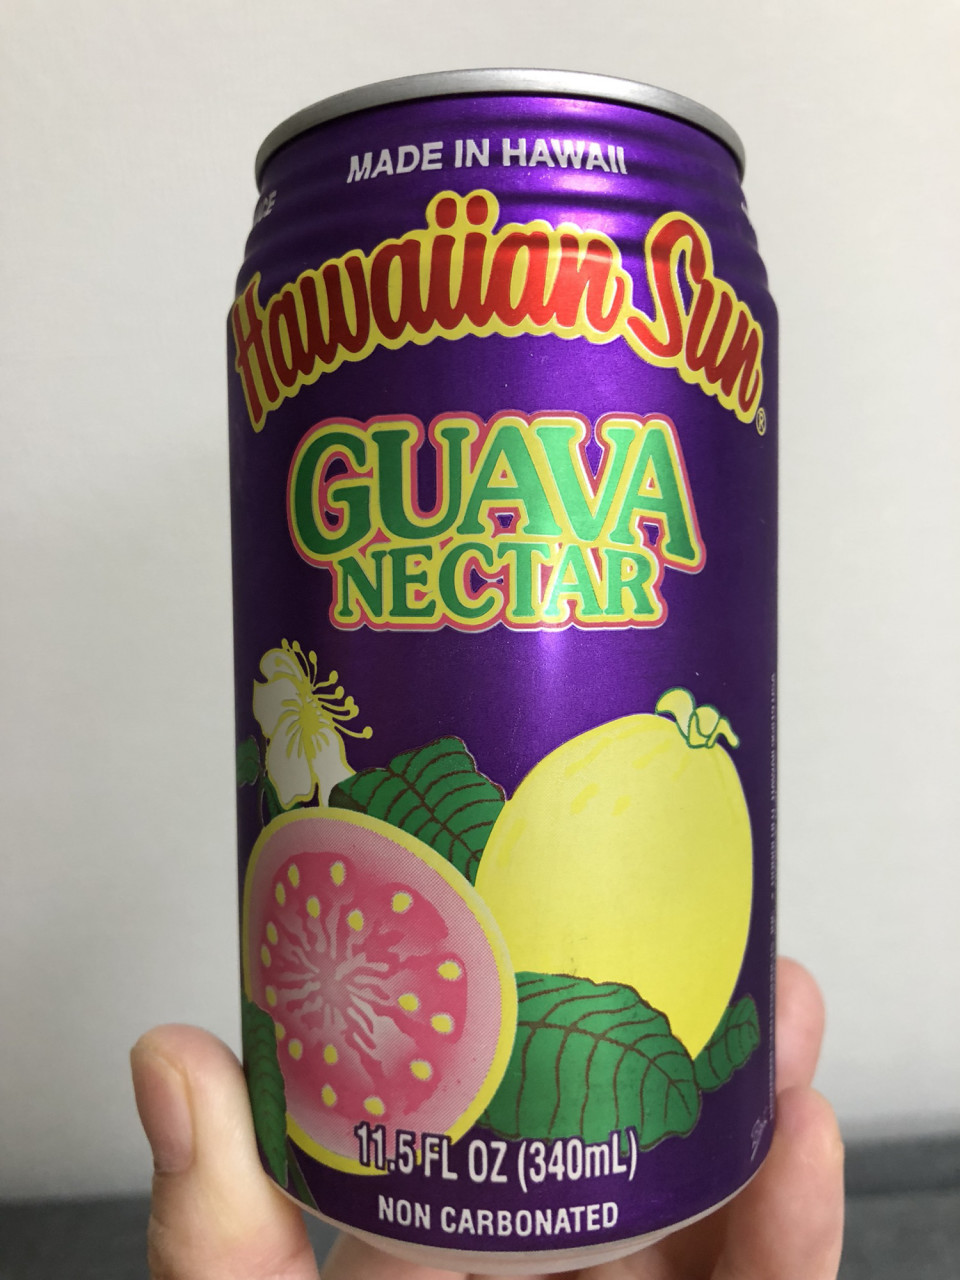 MADE IN HAWAII
Hawaiian Sun®
GUAVA
NECTAR
11.5 FL OZ (340mL)
NON CARBONATED